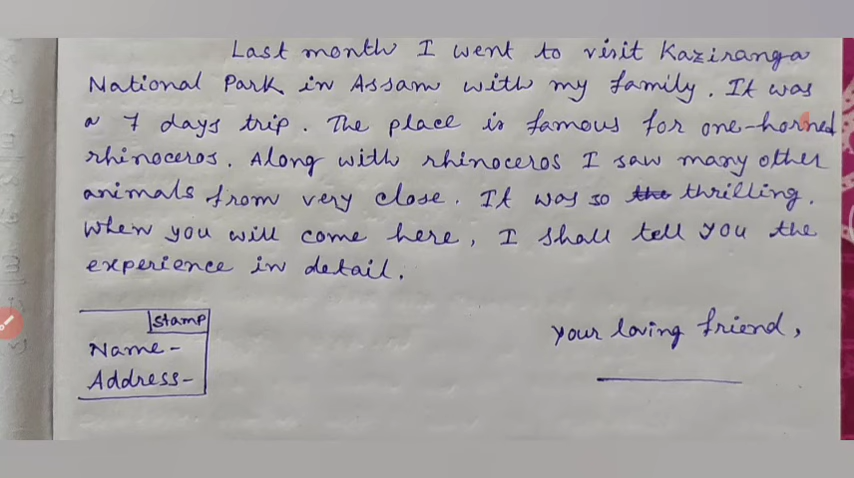 Last month I went to visit Kaziranga
National Park in Assam with my family. It was
a 7 days trip. The place is famous for one-horned
rhinoceros. Along with rhinoceros I saw many other
animals from very close. It was so the thrilling.
When you will come here, I shall tell you the
experience in detail.
Stamp
Name-
Address-
Your loving friend,